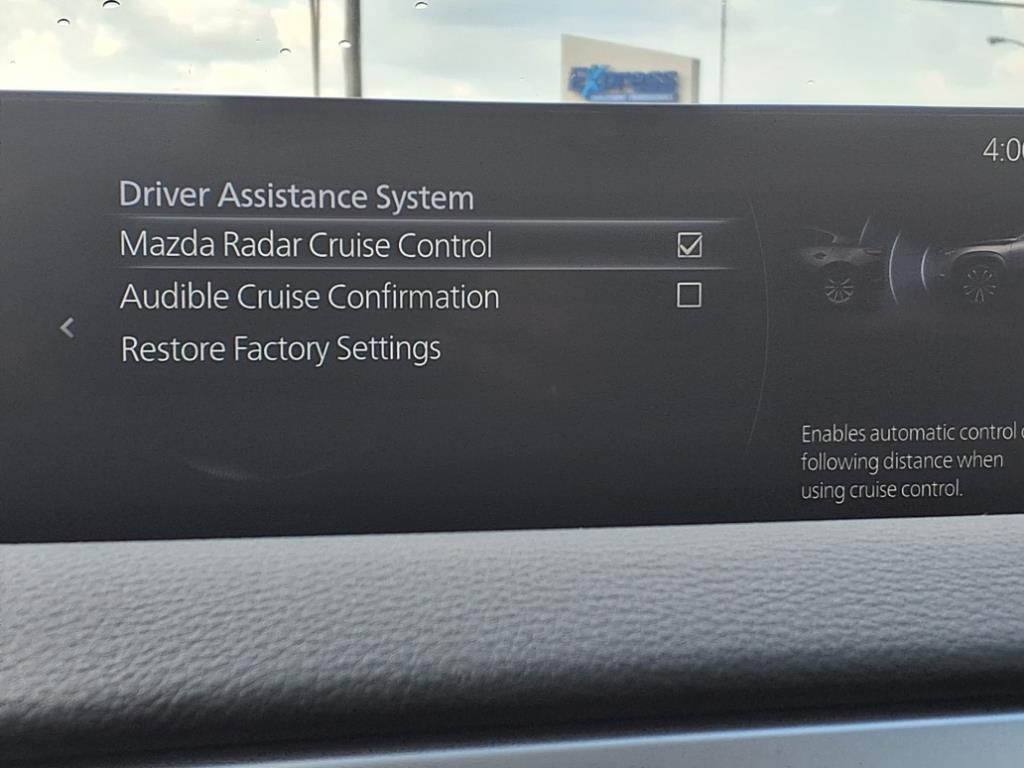 Express
4:0
Driver Assistance System
Mazda Radar Cruise Control
Audible Cruise Confirmation
Restore Factory Settings
Enables automatic control
following distance when
using cruise control.